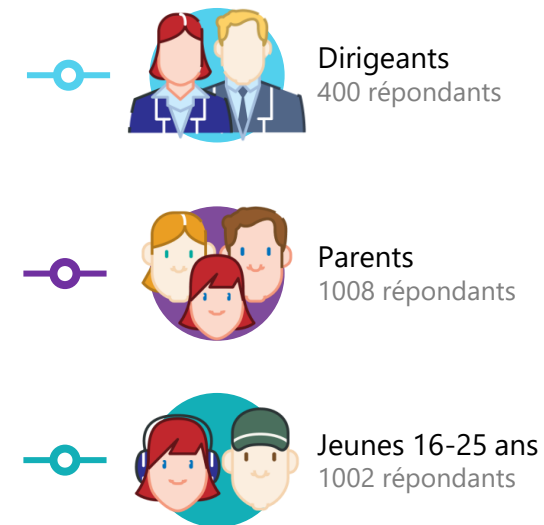 Dirigeants
400 répondants
Parents
1008 répondants
Jeunes 16-25 ans
1002 répondants